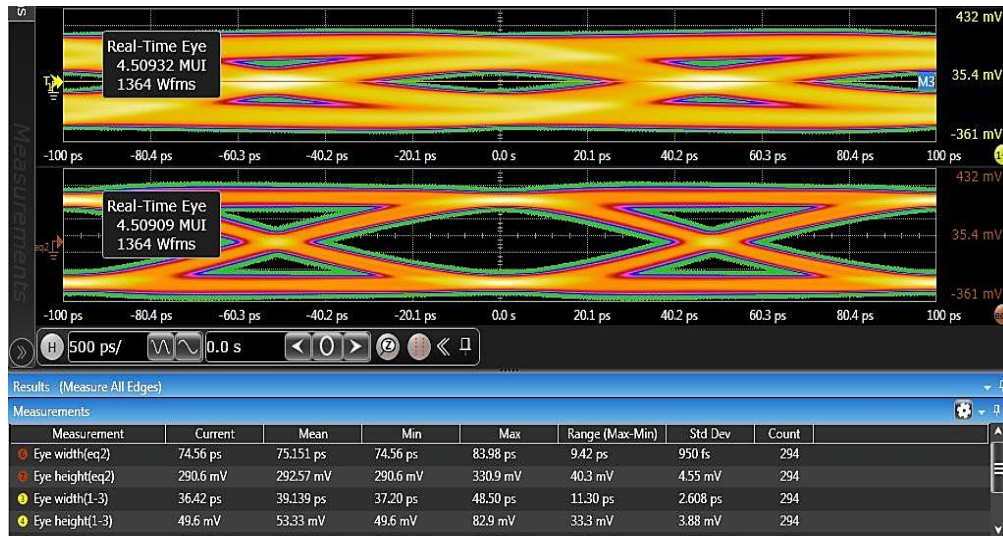 s
432 mV
Real-Time Eye
4.50932 MUI
1364 Wfms
35.4 mV
M3
-361 mV
-100 ps -80.4 ps -60.3 ps -40.2 ps -20.1 ps 0.0 s 20.1 ps 40.2 ps 60.3 ps 80.4 ps 100 ps
Measurements
432 mV
Real-Time Eye
4.50909 MUI
1364 Wfms
eq2
35.4 mV
-361 mV
-100 ps -80.4 ps -60.3 ps -40.2 ps -20.1 ps 0.0 s 20.1 ps 40.2 ps 60.3 ps 80.4 ps 100 ps
H 500 ps/ 0.0 s 0 Z
Results (Measure All Edges)
Measurements
Measurement Current Mean Min Max Range (Max-Min) Std Dev Count
Eye width(eq2) 74.56 ps 75.151 ps 74.56 ps 83.98 ps 9.42 ps 950 fs 294
Eye height(eq2) 290.6 mV 292.57 mV 290.6 mV 330.9 mV 40.3 mV 4.55 mV 294
Eye width(1-3) 36.42 ps 39.139 ps 37.20 ps 48.50 ps 11.30 ps 2.608 ps 294
4 Eye height(1-3) 49.6 mV 53.33 mV 49.6 mV 82.9 mV 33.3 mV 3.88 mV 294